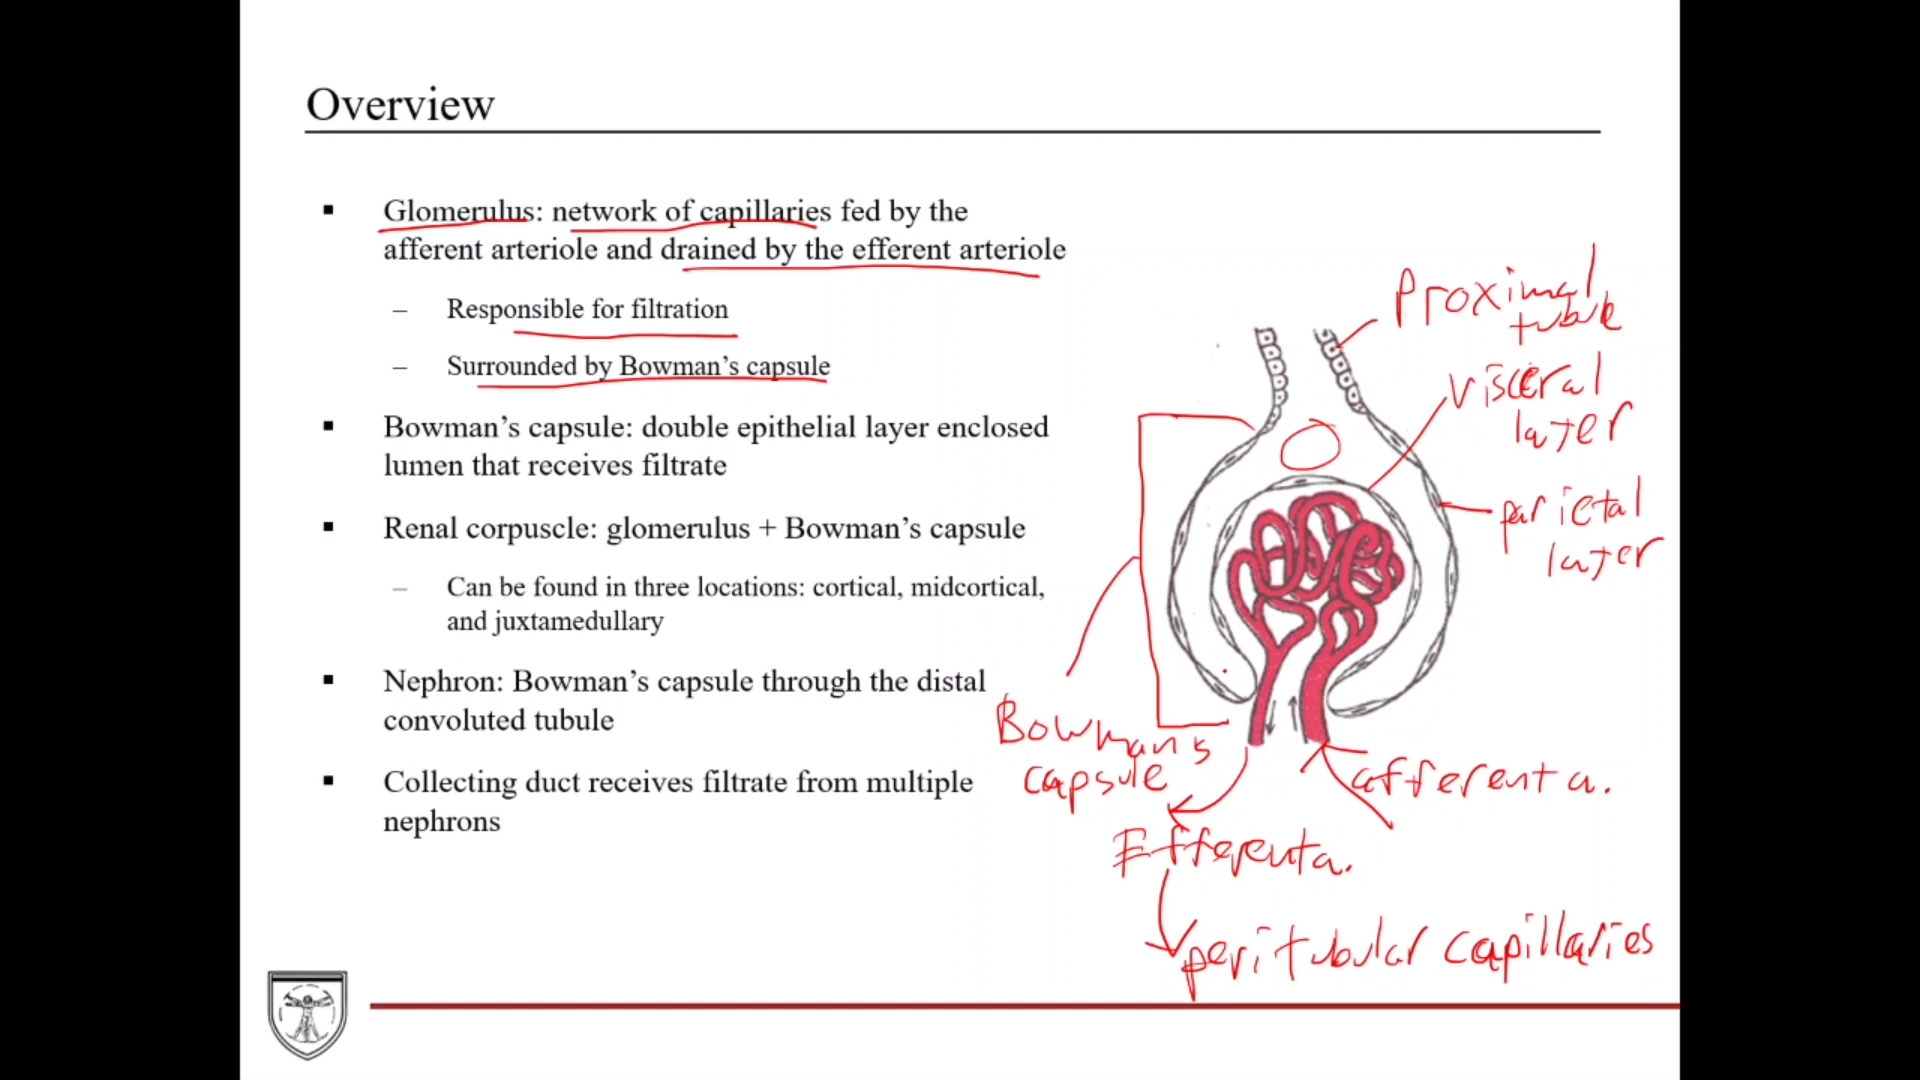 Overview
▪ Glomerulus: network of capillaries fed by the
afferent arteriole and drained by the efferent arteriole
– Responsible for filtration
– Surrounded by Bowman’s capsule
▪ Bowman’s capsule: double epithelial layer enclosed
lumen that receives filtrate
▪ Renal corpuscle: glomerulus + Bowman’s capsule
– Can be found in three locations: cortical, midcortical,
and juxtamedullary
▪ Nephron: Bowman’s capsule through the distal
convoluted tubule
▪ Collecting duct receives filtrate from multiple
nephrons
Proximal
tubule
visceral
layer
parietal
layer
Bowman's
capsule
afferent a.
Efferent a.
peritubular capillaries